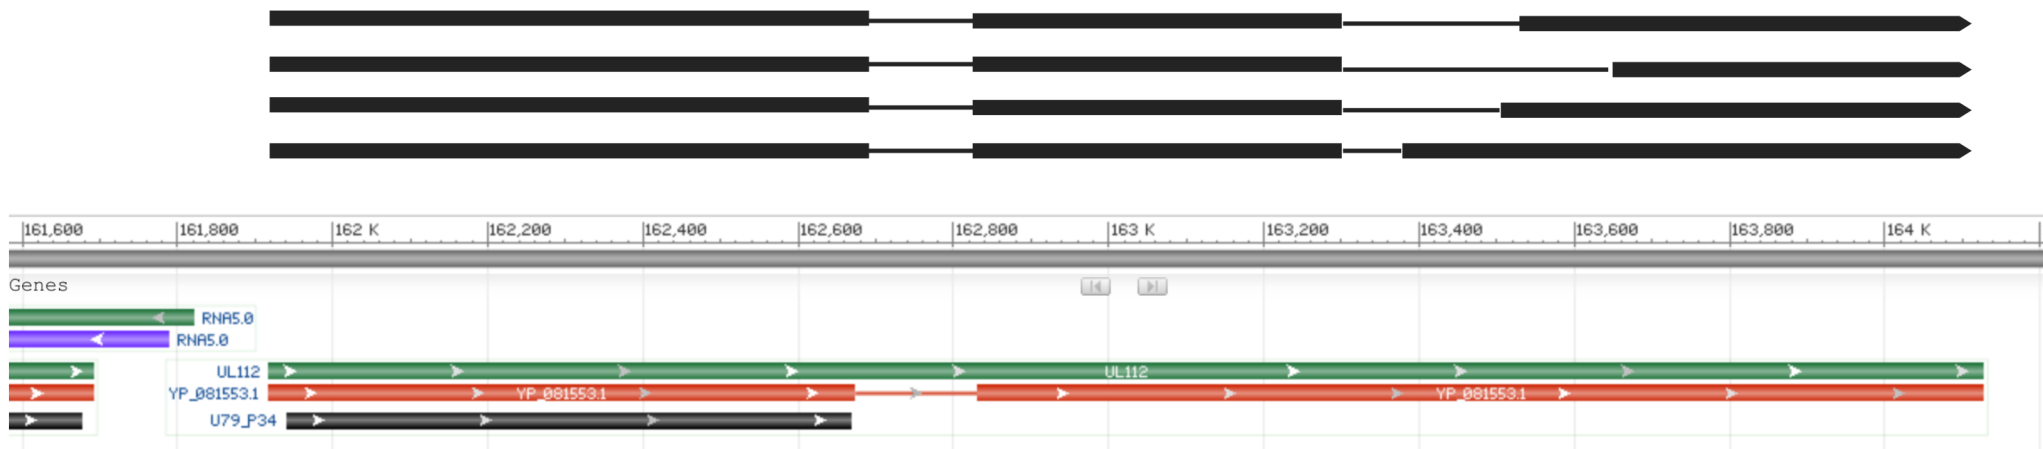 161,600 161,800 162 K 162,200 162,400 162,600 162,800 163 K 163,200 163,400 163,600 163,800 164 K
Genes
RNA5.0
RNA5.0
UL112 UL112
YP_081553.1 YP_081553.1 YP_081553.1
U79_P34